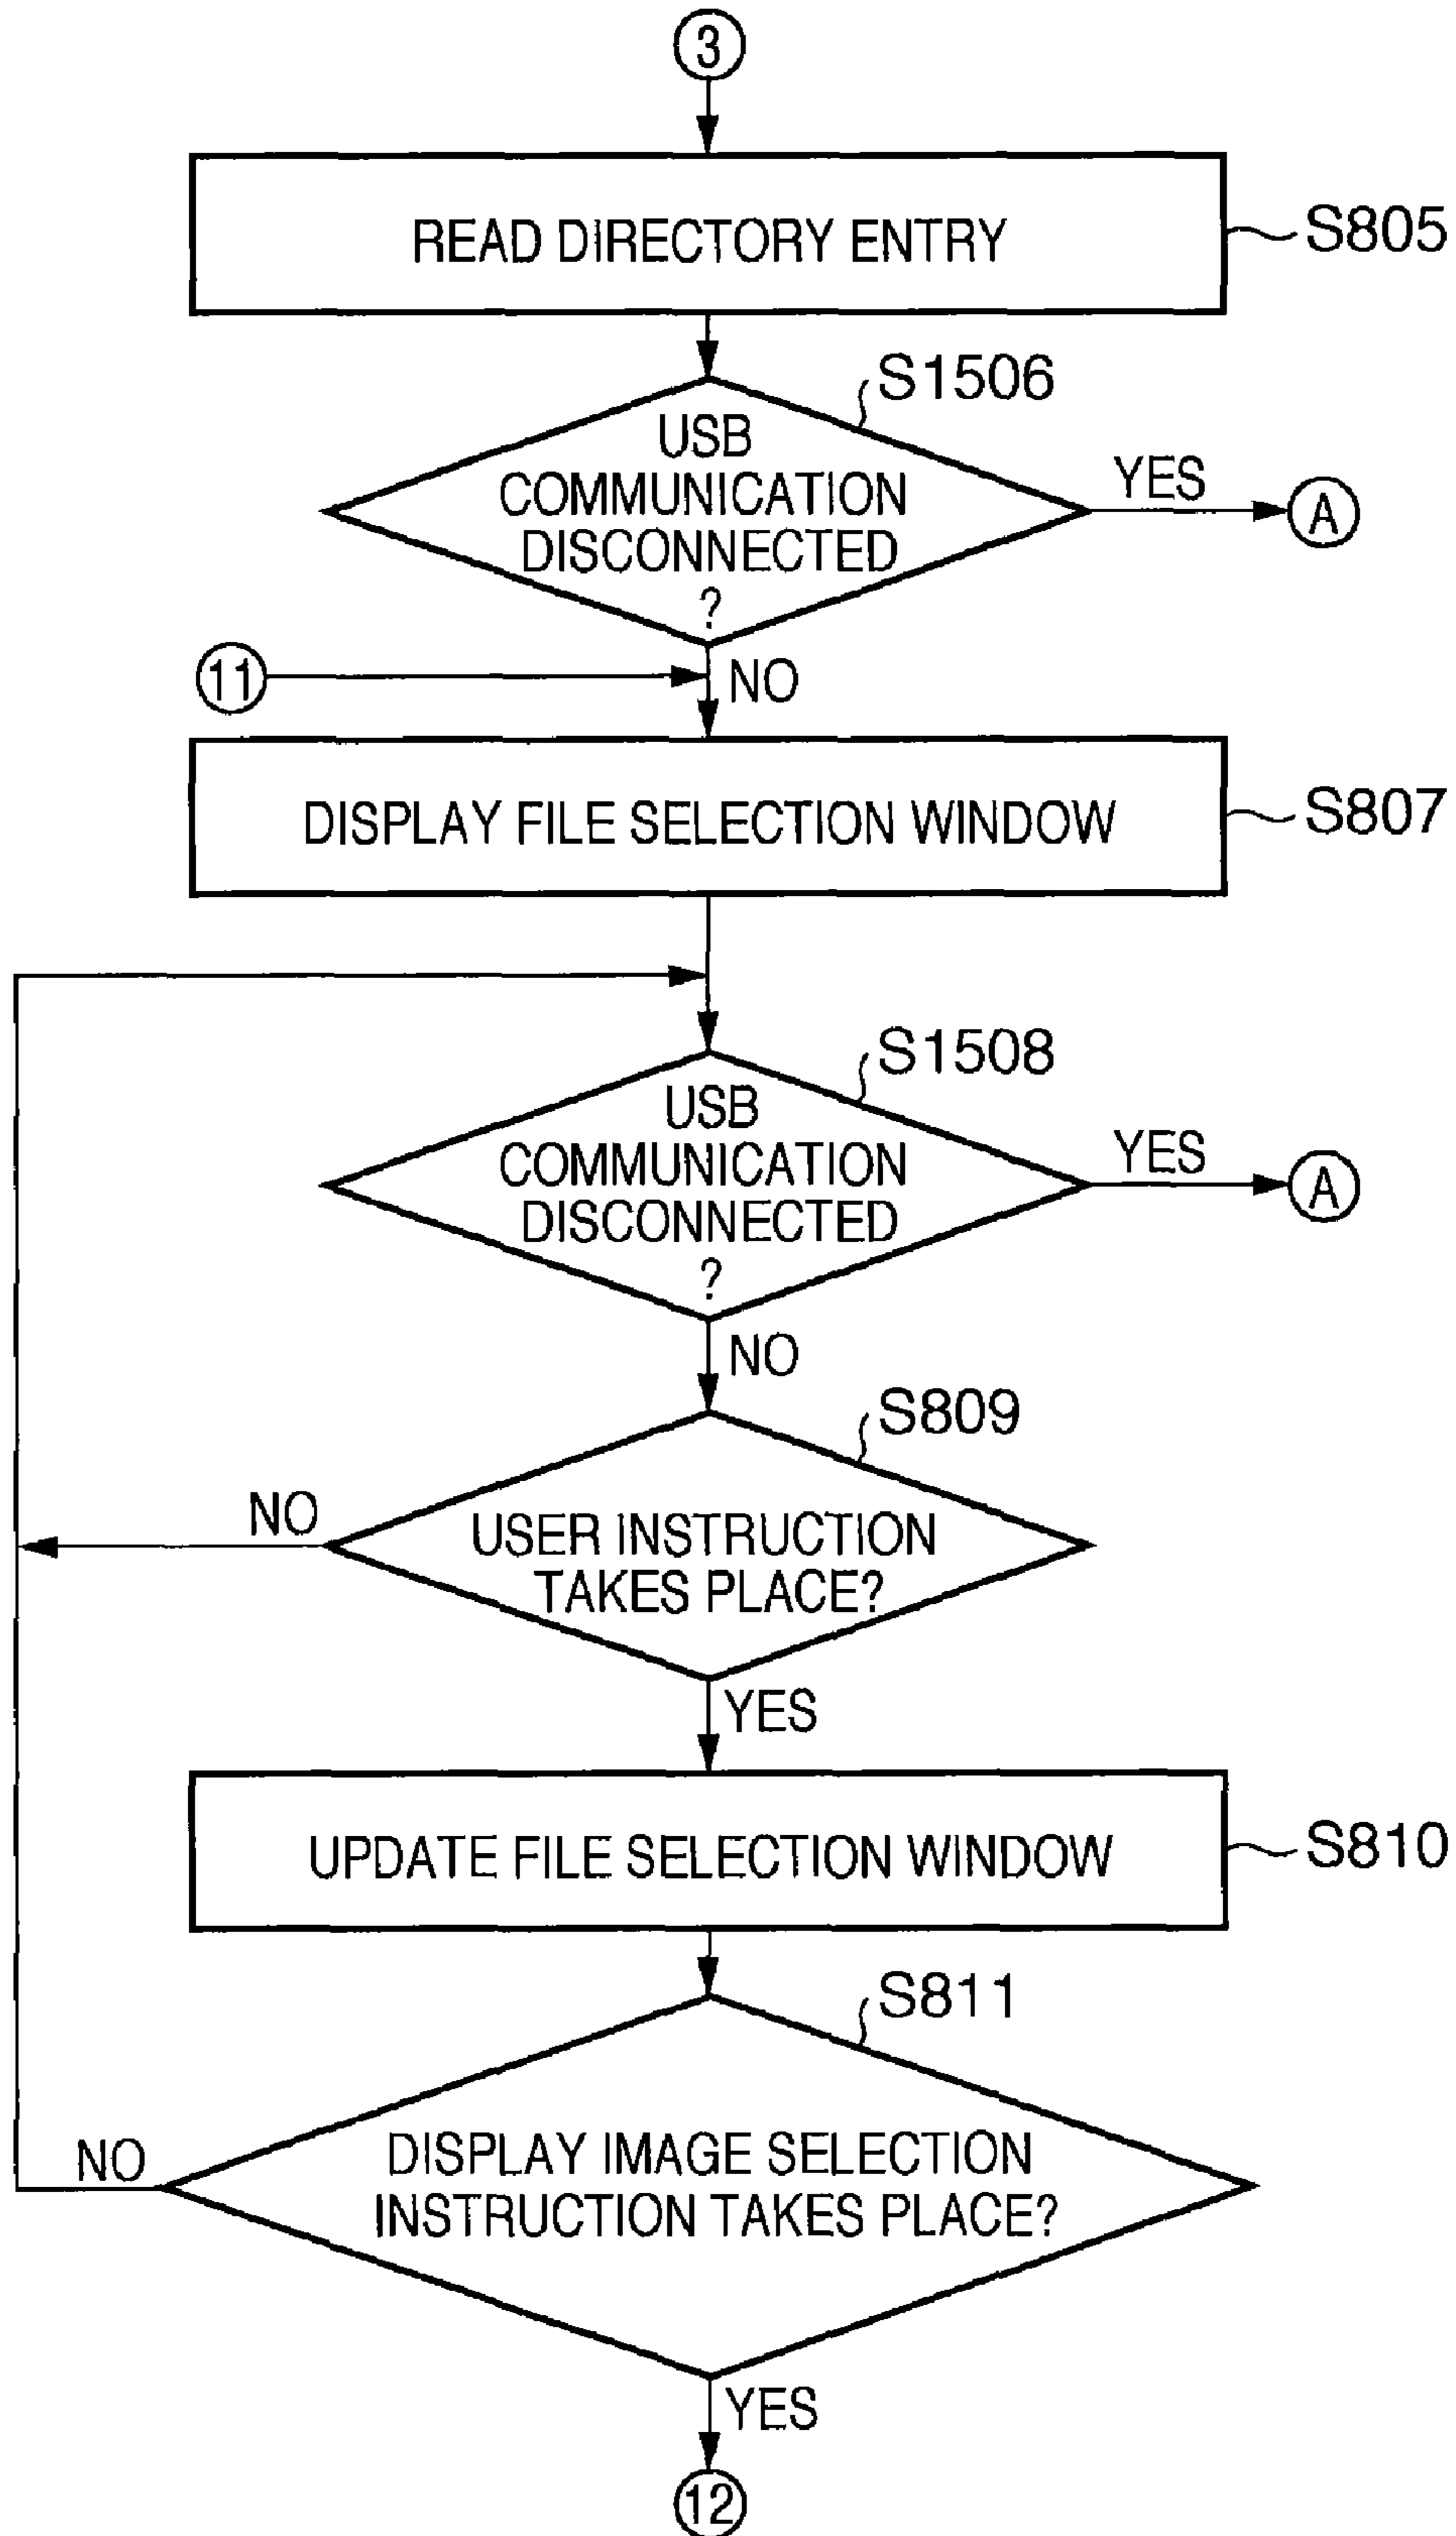 3
READ DIRECTORY ENTRY
S805
S1506
USB
COMMUNICATION
DISCONNECTED
?
YES
A
11
NO
DISPLAY FILE SELECTION WINDOW
S807
S1508
USB
COMMUNICATION
DISCONNECTED
?
YES
A
NO
S809
NO
USER INSTRUCTION
TAKES PLACE?
YES
UPDATE FILE SELECTION WINDOW
S810
S811
NO
DISPLAY IMAGE SELECTION
INSTRUCTION TAKES PLACE?
YES
12